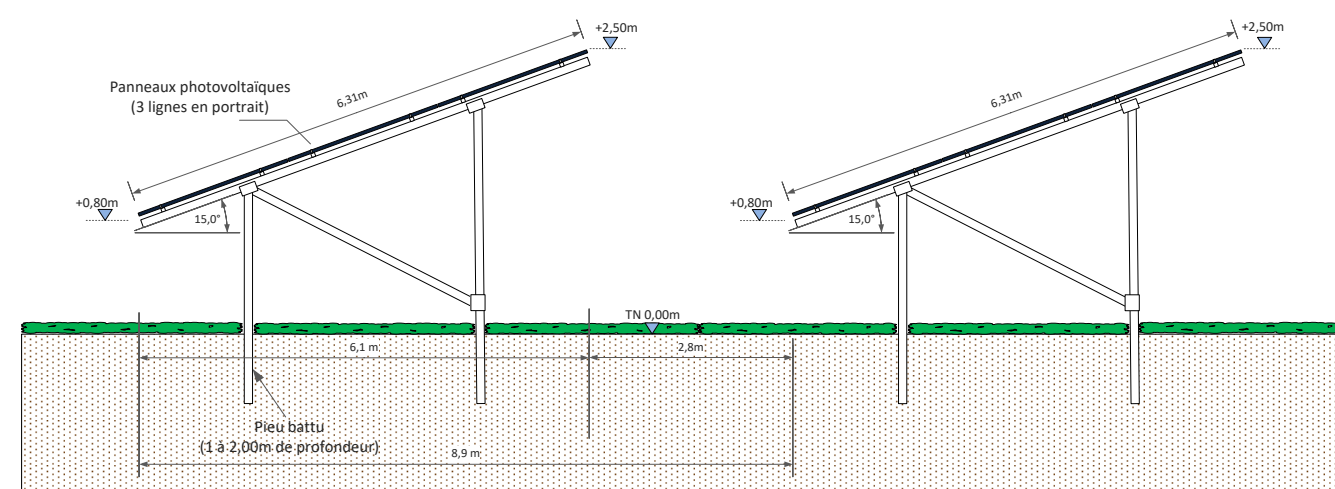 +2,50m
+2,50m
Panneaux photovoltaïques
(3 lignes en portrait)
6,31m
6,31m
+0,80m
+0,80m
15,0°
15,0°
TN 0,00m
6,1 m
2,8m
Pieu battu
(1 à 2,00m de profondeur)
8,9 m